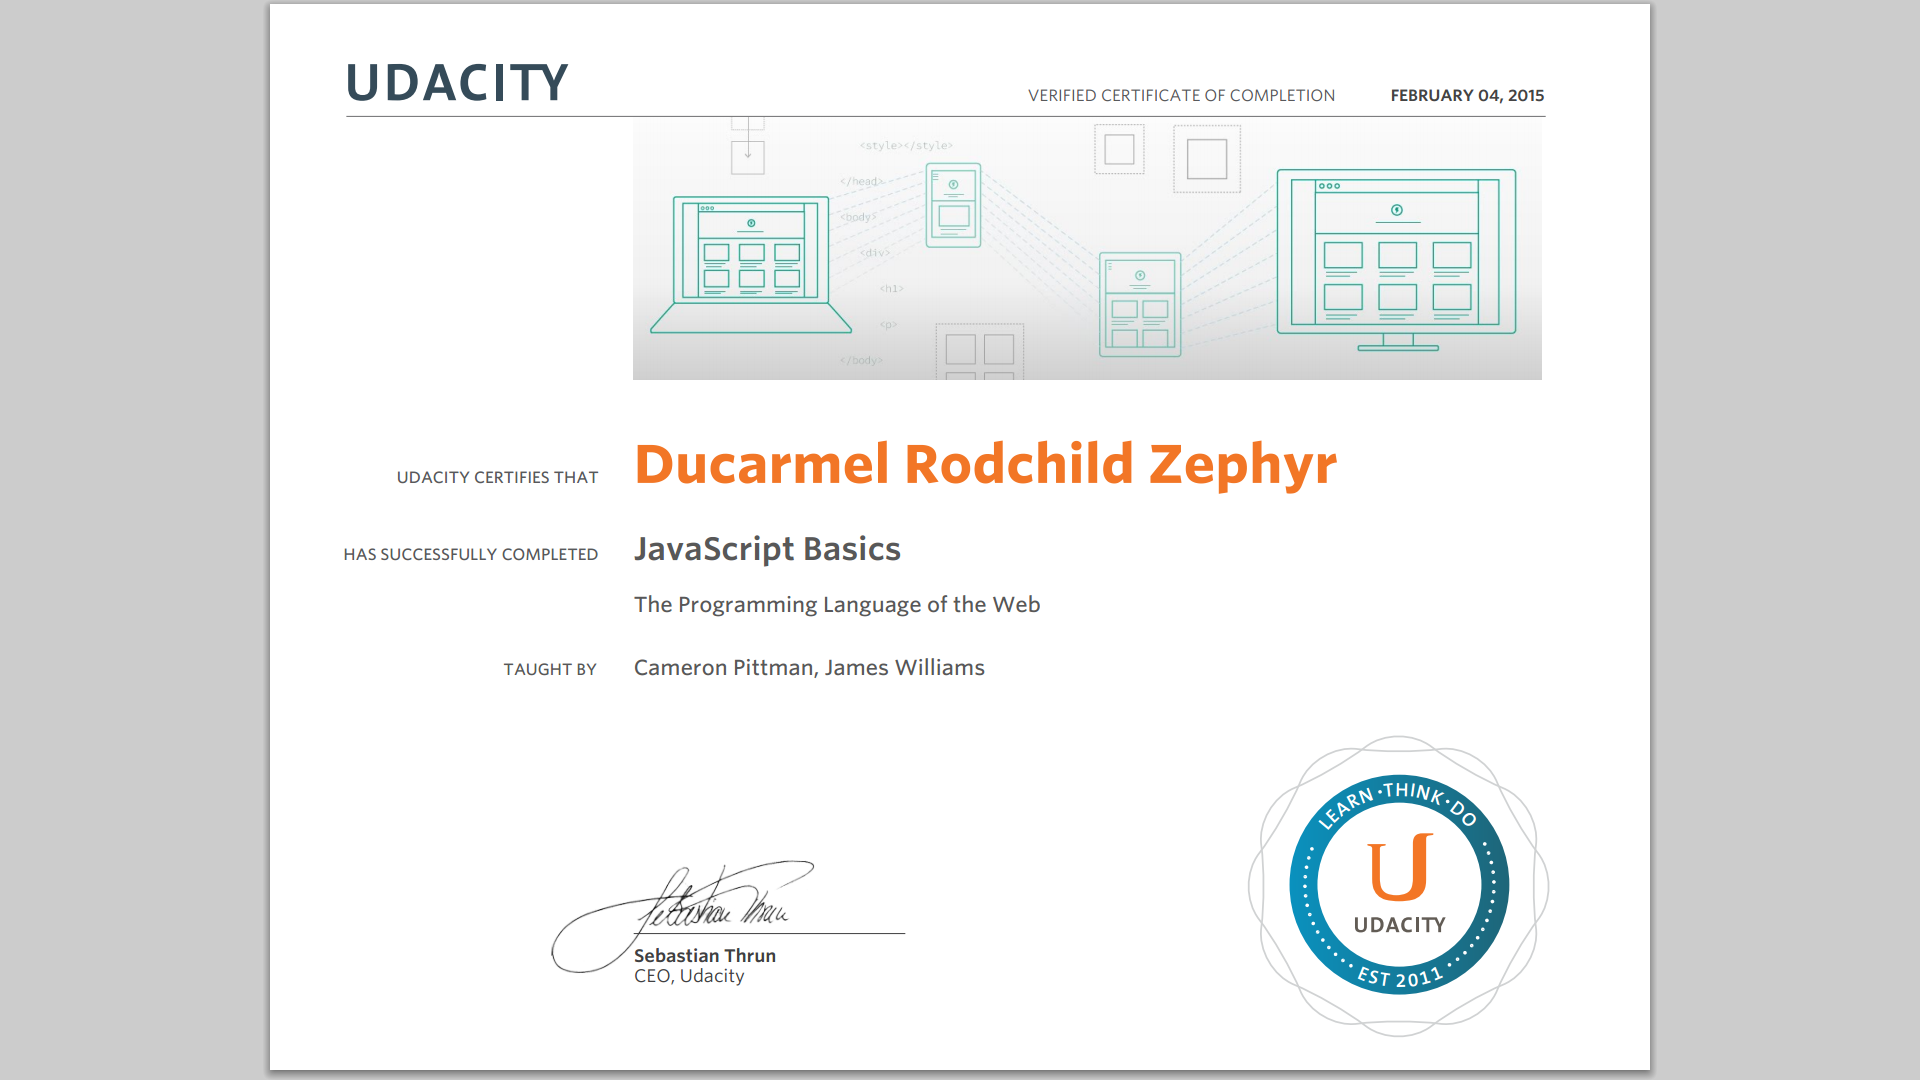 UDACITY
VERIFIED CERTIFICATE OF COMPLETION
FEBRUARY 04, 2015
<style></style>
</head>
<body>
<div>
<h1>
<p>
</body>
UDACITY CERTIFIES THAT
Ducarmel Rodchild Zephyr
HAS SUCCESSFULLY COMPLETED
JavaScript Basics
The Programming Language of the Web
TAUGHT BY
Cameron Pittman, James Williams
Sebastian Thrun
Sebastian Thrun
CEO, Udacity
LEARN·THINK·DO
U
UDACITY
EST 2011